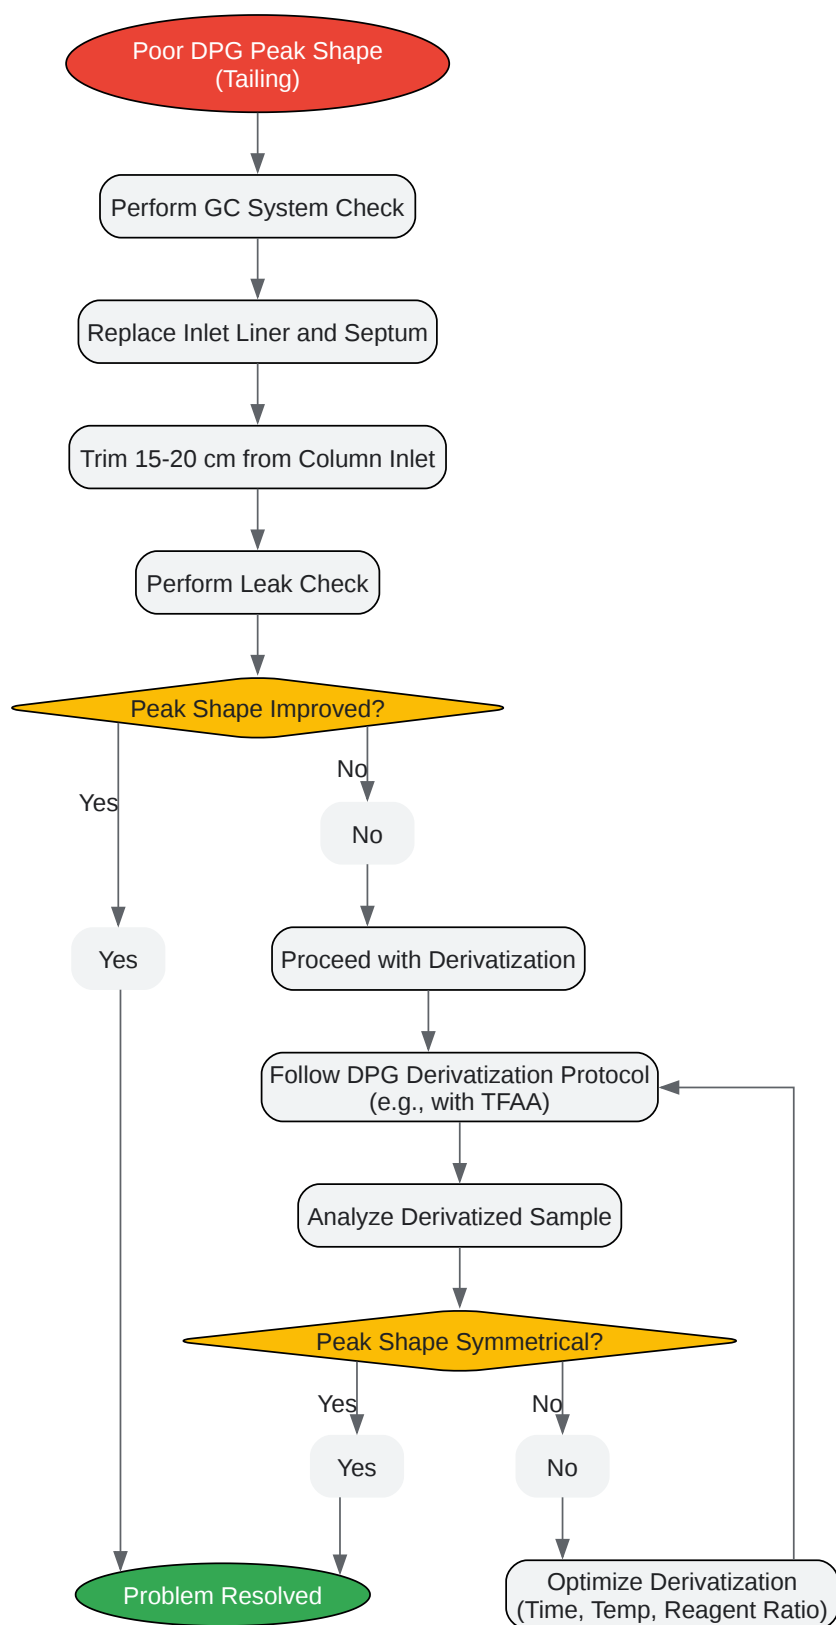 Poor DPG Peak Shape
(Tailing)
Perform GC System Check
Replace Inlet Liner and Septum
Trim 15-20 cm from Column Inlet
Perform Leak Check
Peak Shape Improved?
No
Yes
No
Yes
Proceed with Derivatization
Follow DPG Derivatization Protocol
(e.g., with TFAA)
Analyze Derivatized Sample
Peak Shape Symmetrical?
Yes
No
Yes
No
Problem Resolved
Optimize Derivatization
(Time, Temp, Reagent Ratio)